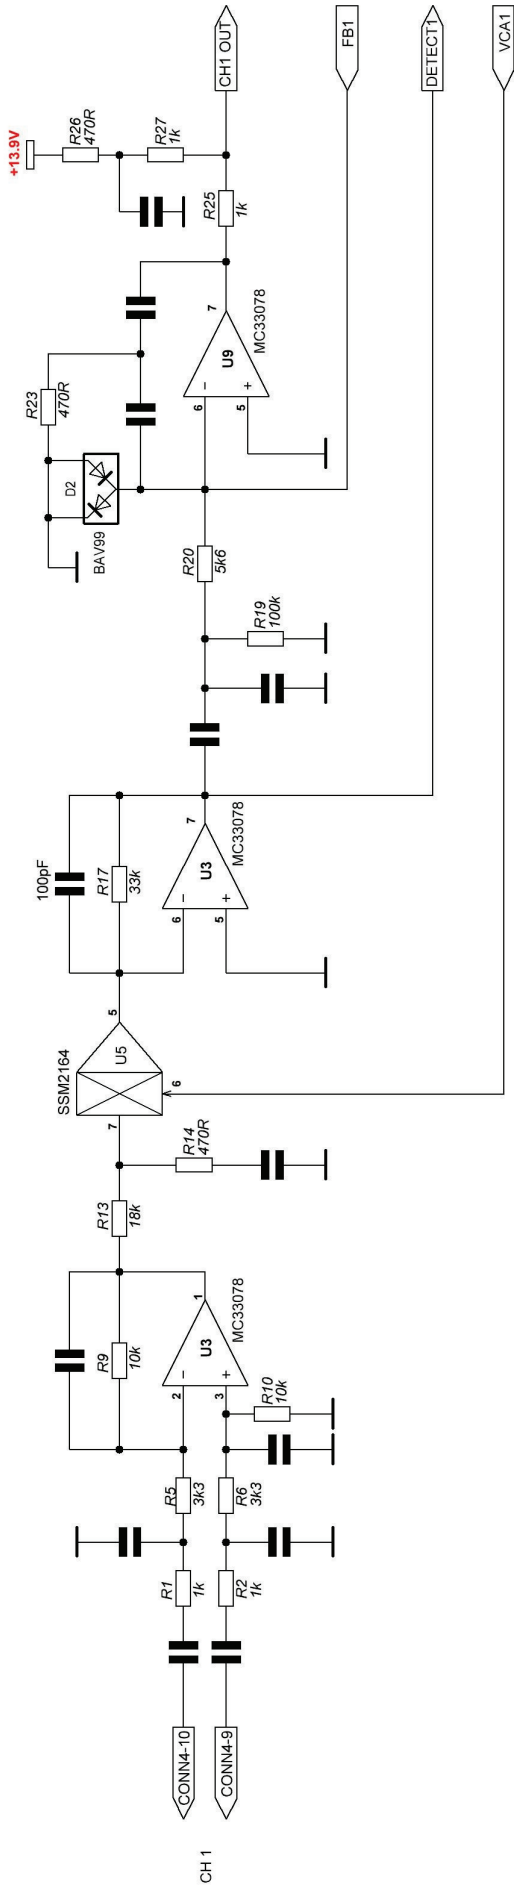 CH 1
CONN4-10
CONN4-9
R1
1k
R2
1k
R5
3k3
R6
3k3
R9
10k
R10
10k
2
3
1
U3
MC33078
R13
18k
R14
470R
SSM2164
7
U5
5
6
100pF
R17
33k
6
5
7
U3
MC33078
R19
100k
R20
5k6
BAV99
D2
R23
470R
6
5
7
U9
MC33078
R25
1k
+13.9V
R26
470R
R27
1k
CH1 OUT
FB1
DETECT1
VCA1